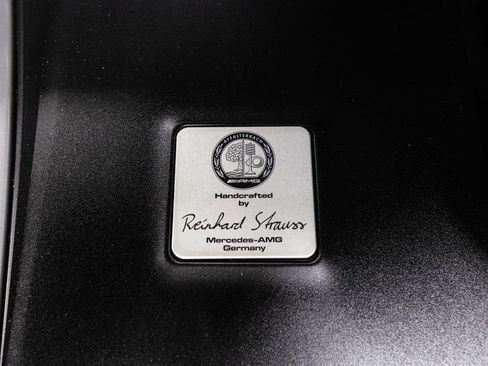 AFFALTERBACH
AMG
Handcrafted
by
Reinhard Strauss
Mercedes-AMG
Germany